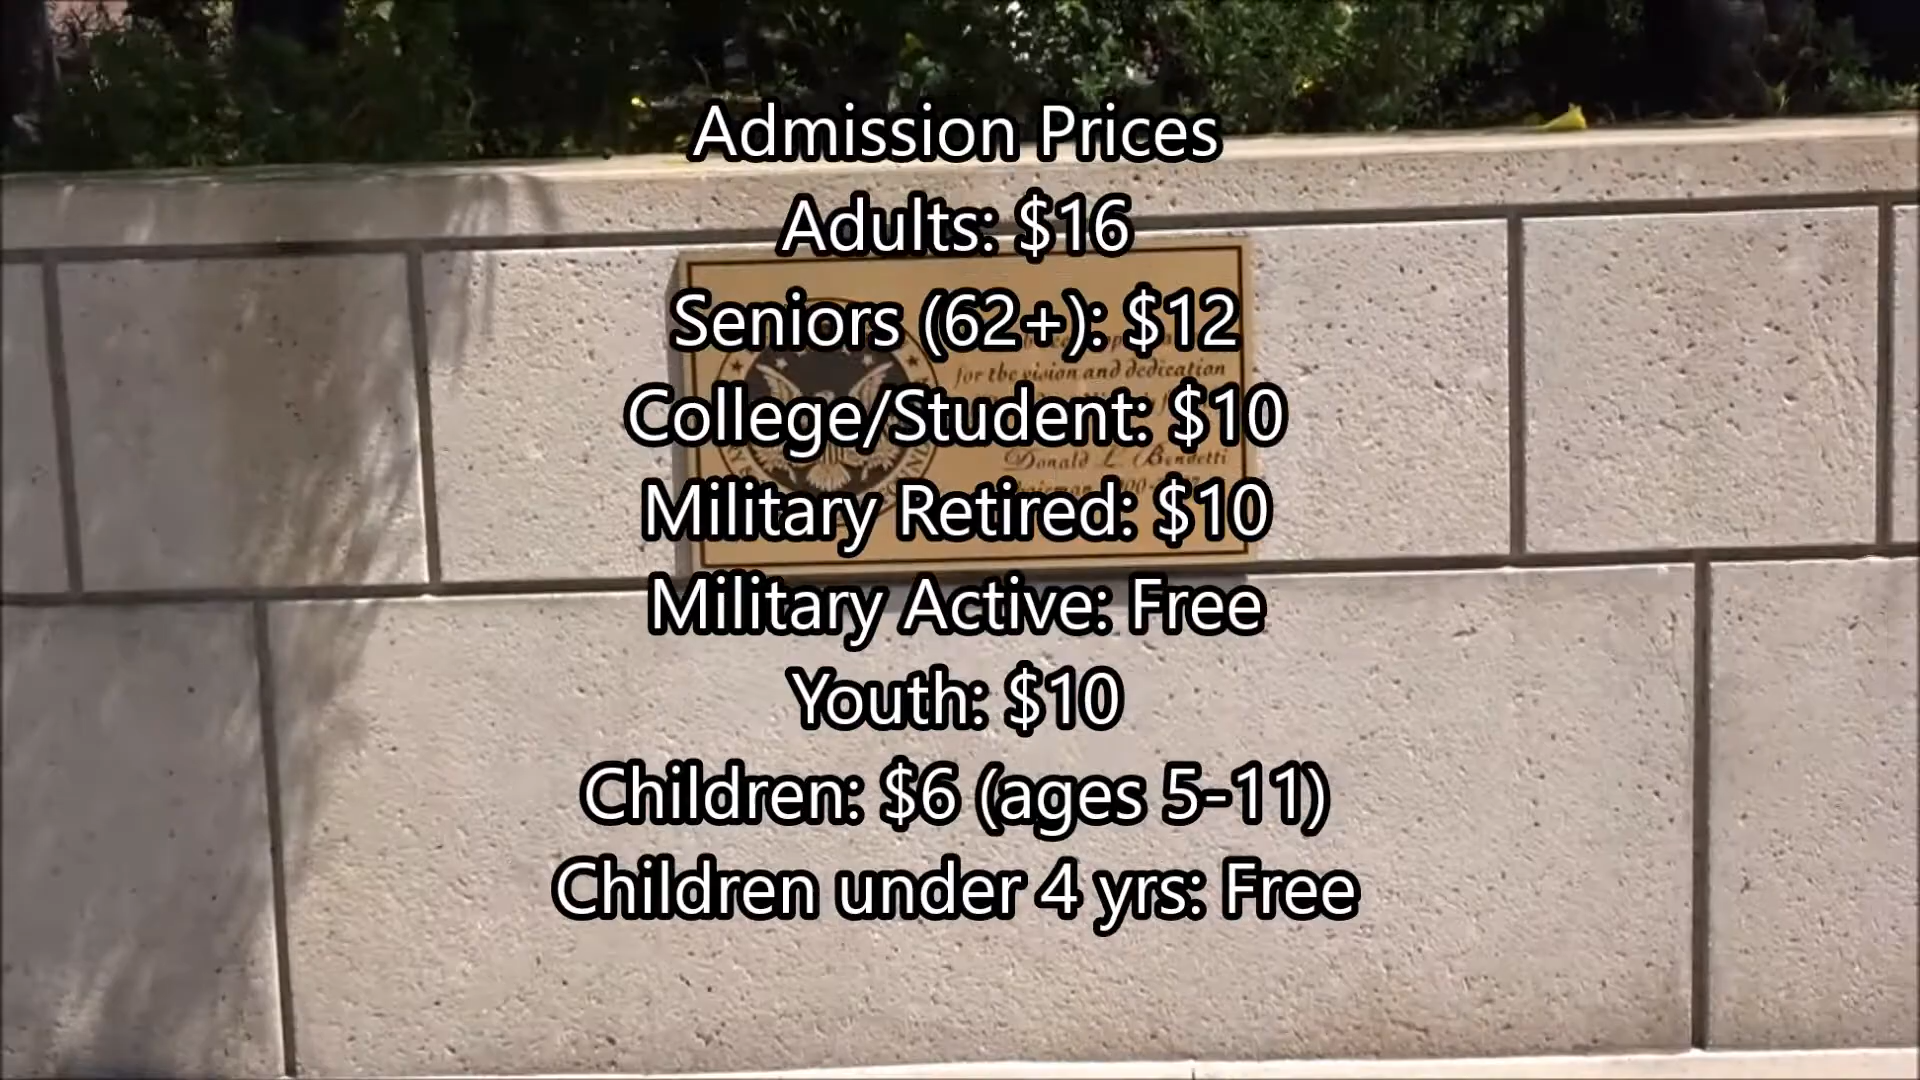 Admission Prices
Adults: $16
Seniors (62+): $12
for the vision and dedication
College/Student: $10
Donald L. Bendetti
Military Retired: $10
Military Active: Free
Youth: $10
Children: $6 (ages 5-11)
Children under 4 yrs: Free